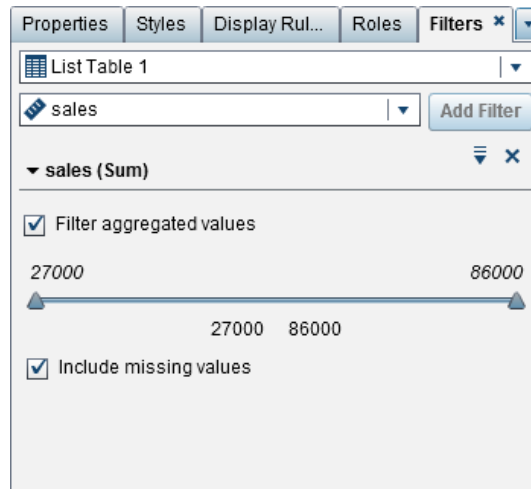 Properties Styles Display Rul... Roles Filters
List Table 1
sales Add Filter
sales (Sum)
Filter aggregated values
27000 86000
27000 86000
Include missing values